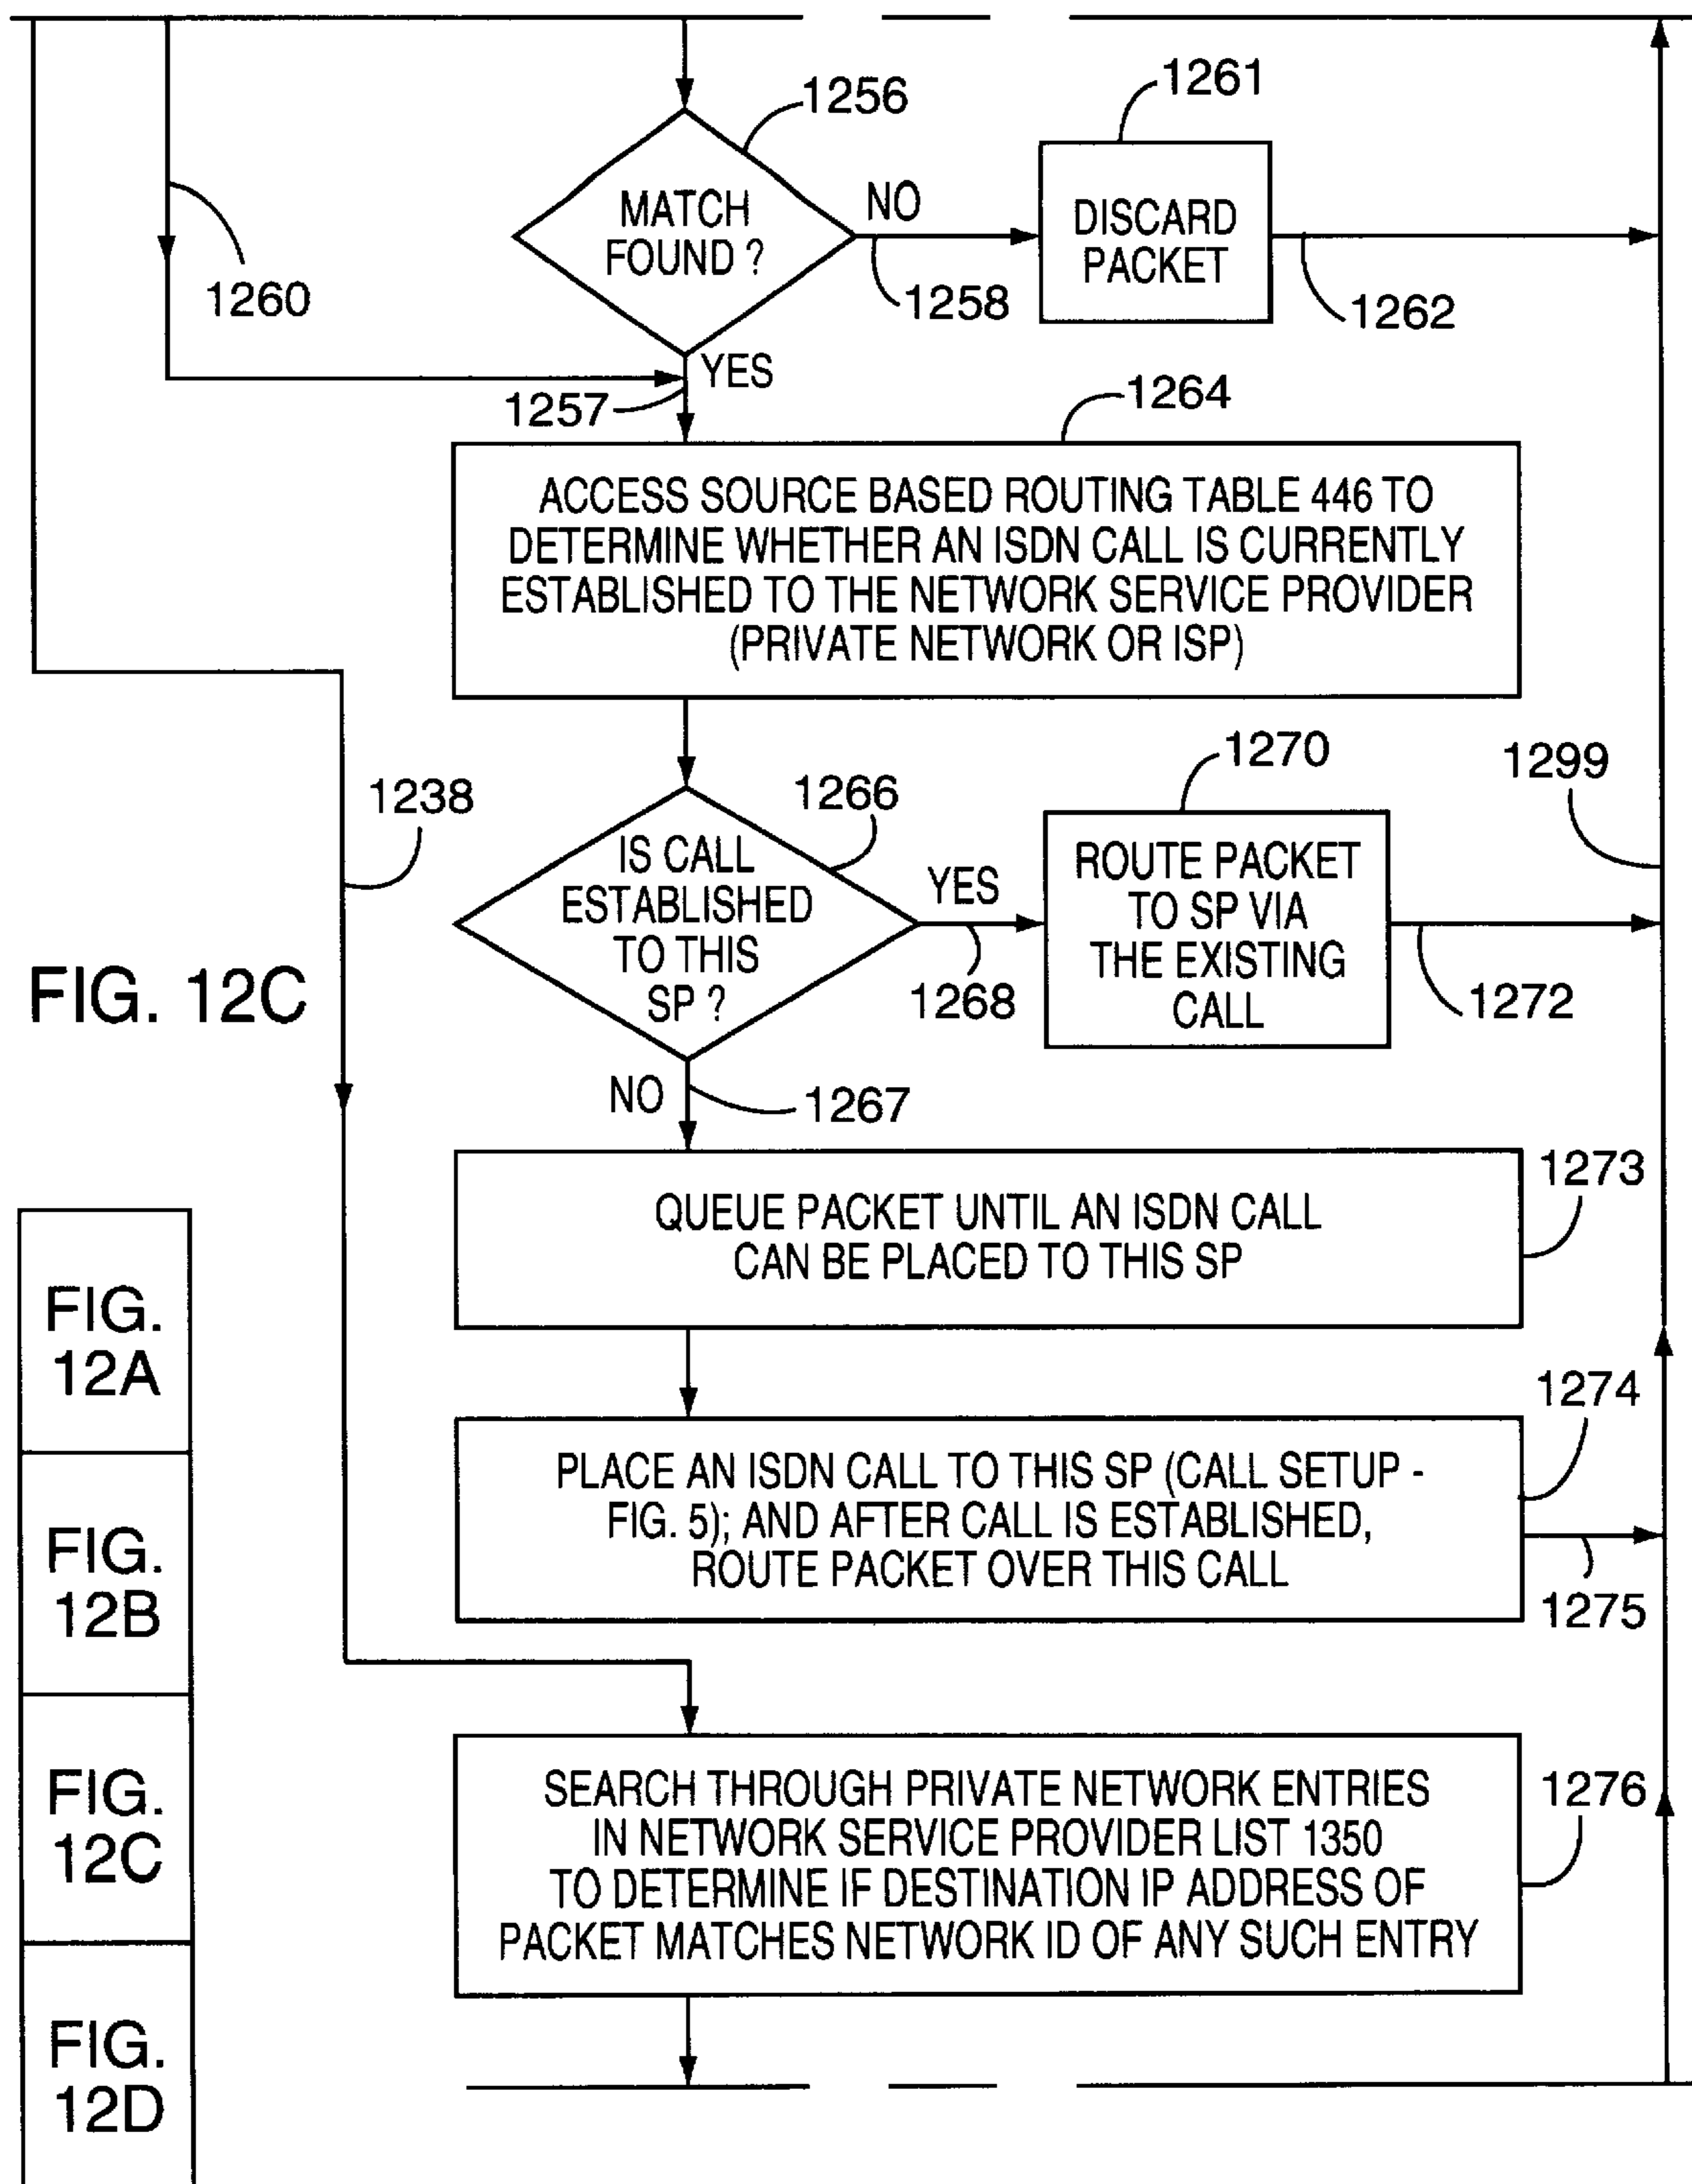 1256
1261
MATCH
FOUND ?
NO
DISCARD
PACKET
1260
1258
1262
YES
1257
1264
ACCESS SOURCE BASED ROUTING TABLE 446 TO
DETERMINE WHETHER AN ISDN CALL IS CURRENTLY
ESTABLISHED TO THE NETWORK SERVICE PROVIDER
(PRIVATE NETWORK OR ISP)
1238
1266
1270
1299
IS CALL
ESTABLISHED
TO THIS
SP ?
YES
ROUTE PACKET
TO SP VIA
THE EXISTING
CALL
FIG. 12C
1268
1272
NO
1267
1273
QUEUE PACKET UNTIL AN ISDN CALL
CAN BE PLACED TO THIS SP
1274
PLACE AN ISDN CALL TO THIS SP (CALL SETUP -
FIG. 5); AND AFTER CALL IS ESTABLISHED,
ROUTE PACKET OVER THIS CALL
1275
SEARCH THROUGH PRIVATE NETWORK ENTRIES
IN NETWORK SERVICE PROVIDER LIST 1350
TO DETERMINE IF DESTINATION IP ADDRESS OF
PACKET MATCHES NETWORK ID OF ANY SUCH ENTRY
1276
FIG.
12A
FIG.
12B
FIG.
12C
FIG.
12D